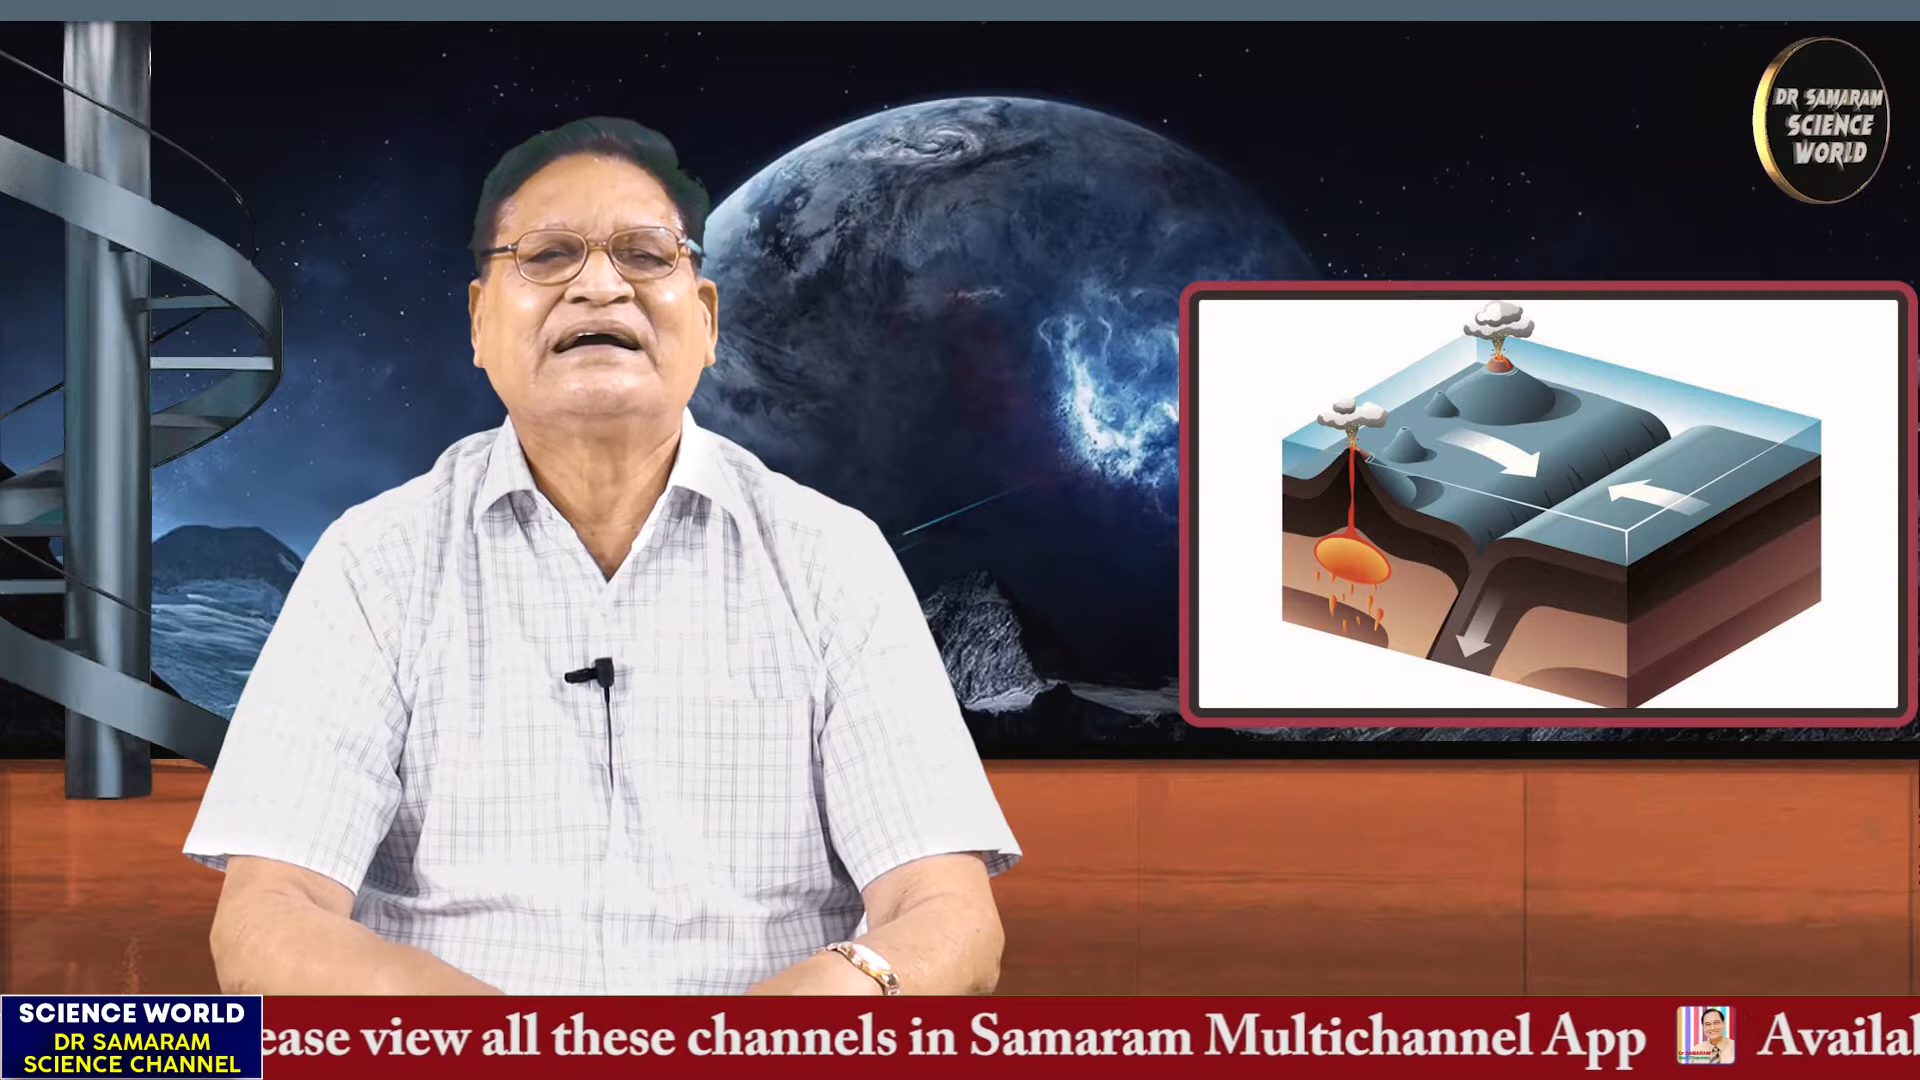 DR SAMARAM
SCIENCE
WORLD
SCIENCE WORLD
DR SAMARAM
SCIENCE CHANNEL
ease view all these channels in Samaram Multichannel App
Availab